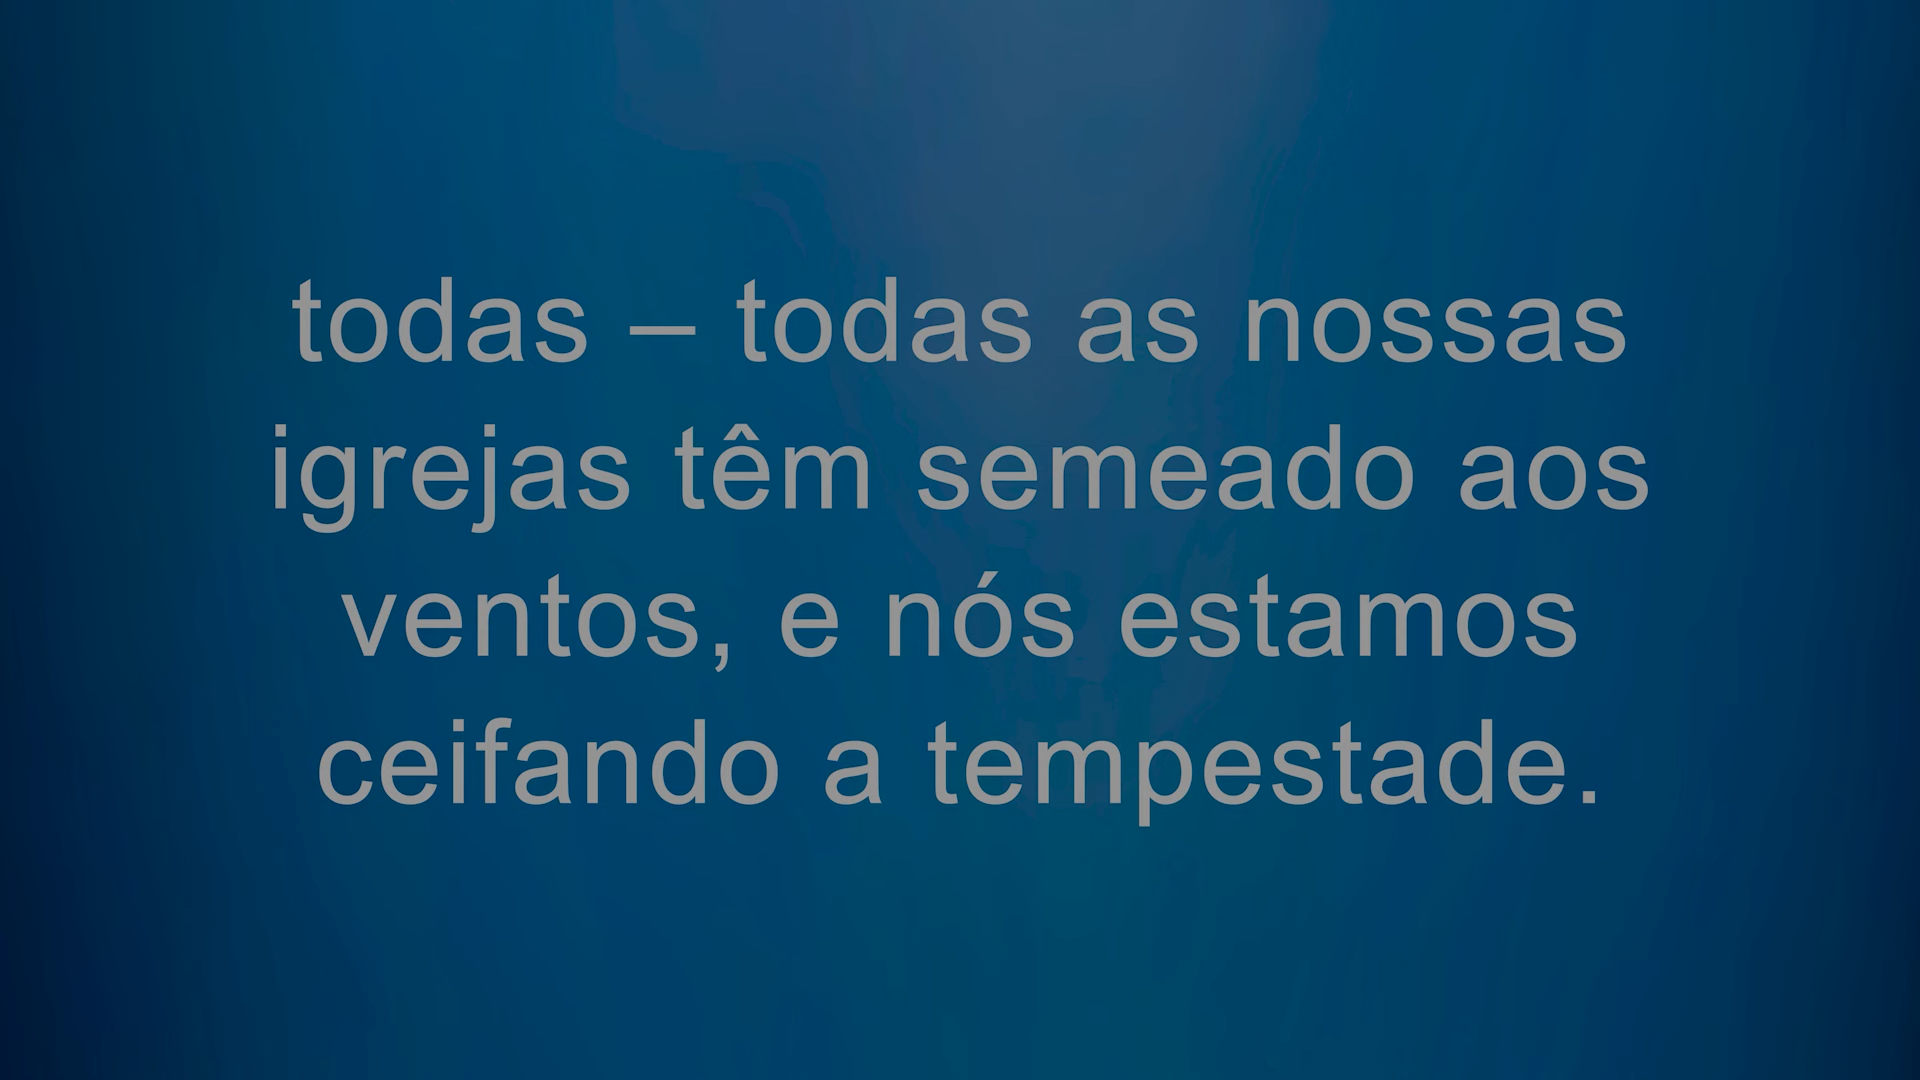 todas – todas as nossas
igrejas têm semeado aos
ventos, e nós estamos
ceifando a tempestade.